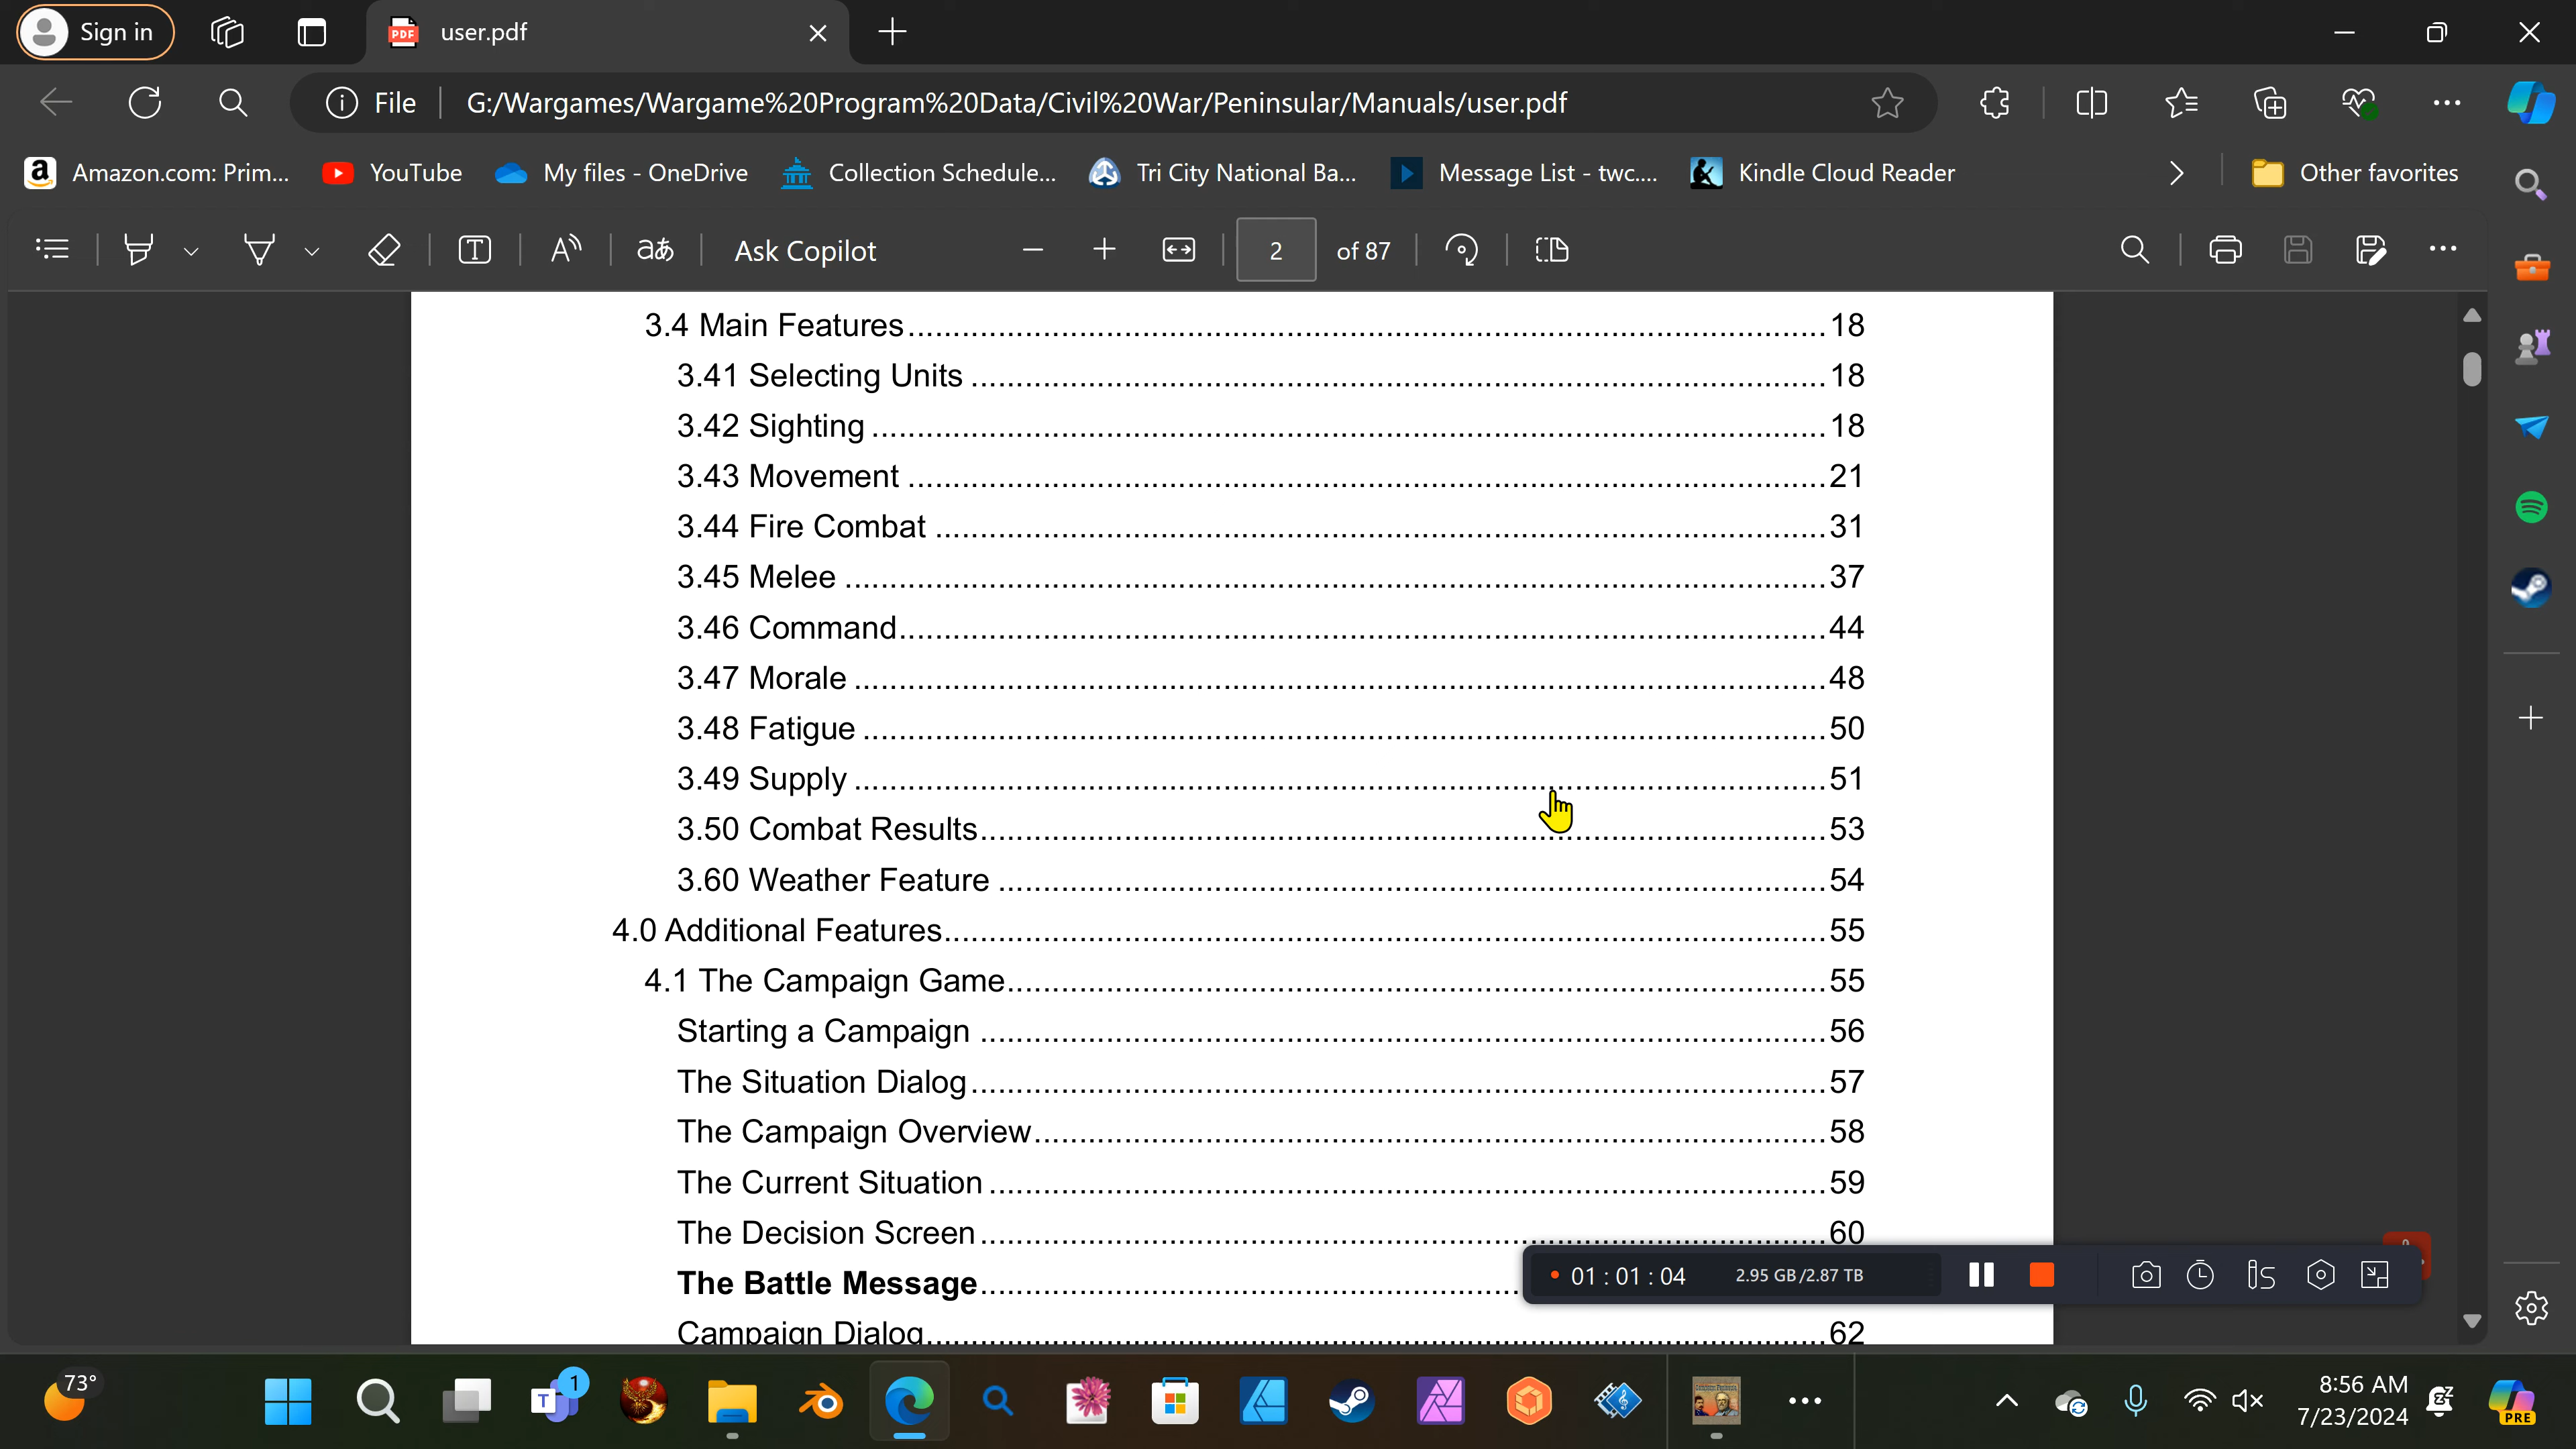 Sign in
user.pdf
File
G:/Wargames/Wargame%20Program%20Data/Civil%20War/Peninsular/Manuals/user.pdf
Amazon.com: Prim...
YouTube
My files - OneDrive
Collection Schedule...
Tri City National Ba...
Message List - twc....
Kindle Cloud Reader
Other favorites
Ask Copilot
2 of 87
3.4 Main Features 18
3.41 Selecting Units 18
3.42 Sighting 18
3.43 Movement 21
3.44 Fire Combat 31
3.45 Melee 37
3.46 Command 44
3.47 Morale 48
3.48 Fatigue 50
3.49 Supply 51
3.50 Combat Results 53
3.60 Weather Feature 54
4.0 Additional Features 55
4.1 The Campaign Game 55
Starting a Campaign 56
The Situation Dialog 57
The Campaign Overview 58
The Current Situation 59
The Decision Screen 60
The Battle Message
Campaign Dialog 62
01 : 01 : 04
2.95 GB/2.87 TB
73°
1
8:56 AM
7/23/2024
PRE